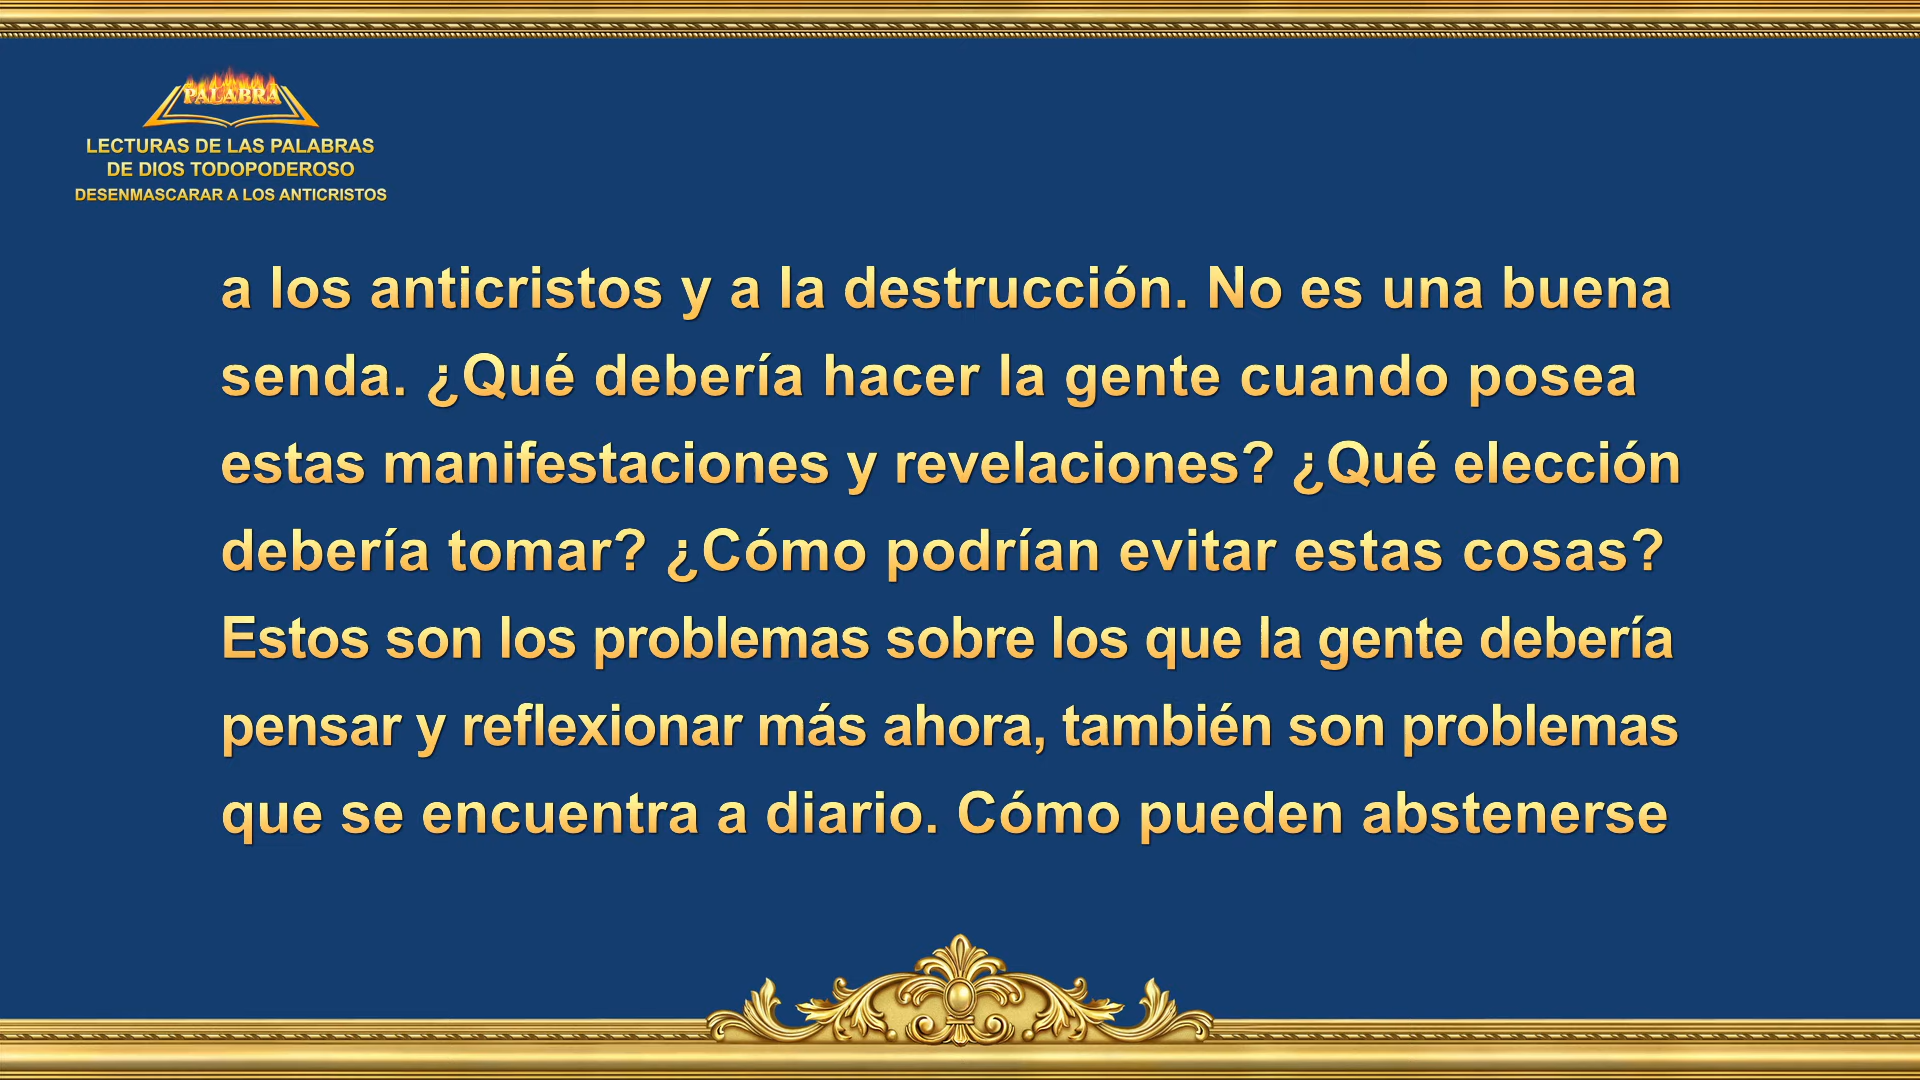 PALABRA
LECTURAS DE LAS PALABRAS
DE DIOS TODOPODEROSO
DESENMASCARAR A LOS ANTICRISTOS
a los anticristos y a la destrucción. No es una buena
senda. ¿Qué debería hacer la gente cuando posea
estas manifestaciones y revelaciones? ¿Qué elección
debería tomar? ¿Cómo podrían evitar estas cosas?
Estos son los problemas sobre los que la gente debería
pensar y reflexionar más ahora, también son problemas
que se encuentra a diario. Cómo pueden abstenerse